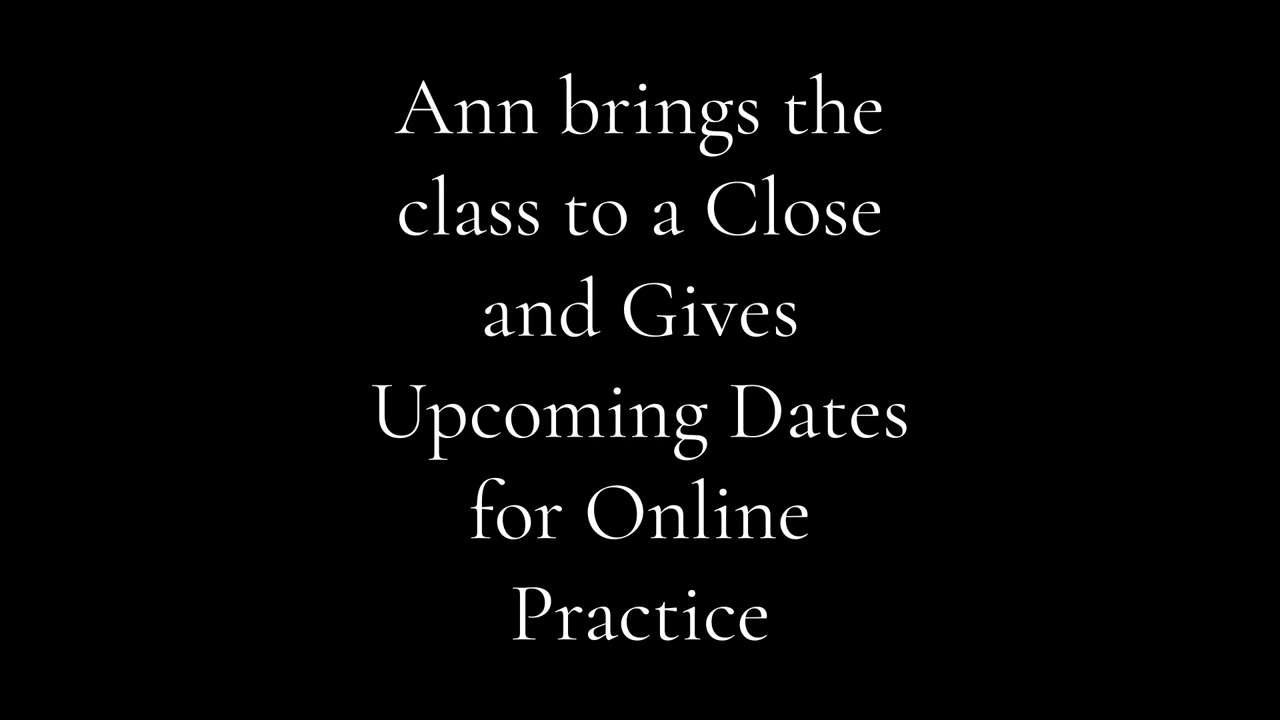 Ann brings the
class to a Close
and Gives
Upcoming Dates
for Online
Practice